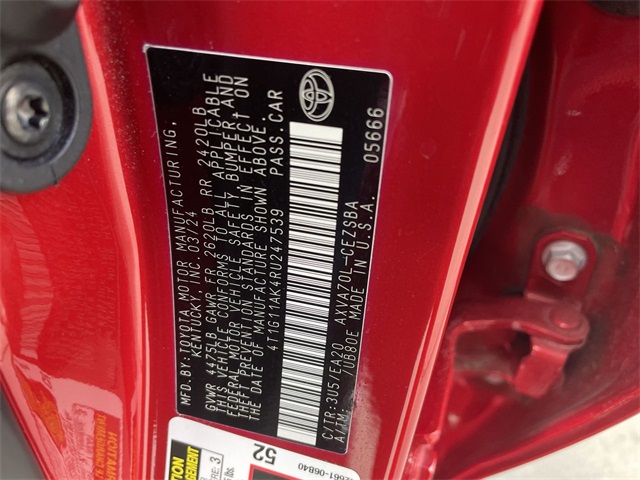 MFD. BY: TOYOTA MOTOR MANUFACTURING,
KENTUCKY, INC. 03/24
GVWR 4475LB GAWR FR 2620LB RR 2420LB
THIS VEHICLE CONFORMS TO ALL APPLICABLE
FEDERAL MOTOR VEHICLE SAFETY, BUMPER AND
THEFT PREVENTION STANDARDS IN EFFECT ON
THE DATE OF MANUFACTURE SHOWN ABOVE.
4T1G11AK4RU247539 PASS.CAR
C/TR:3U5/EA20 AXVA70L-CEZSBA
A/TM: UB80E MADE IN U.S.A. 05666
52
06840
3